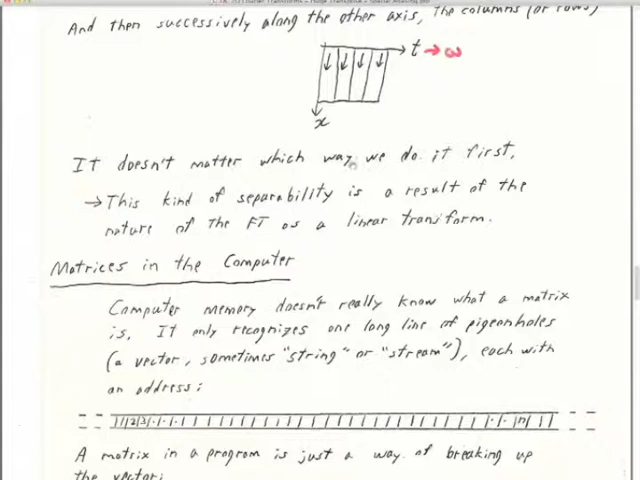 And then successively along the other axis, the columns (or rows)
t → ω
x
It doesn't matter which way we do it first.
→ This kind of separability is a result of the
nature of the FT as a linear transform.
Matrices in the Computer
Computer memory doesn't really know what a matrix
is. It only recognizes one long line of pigeonholes
(a vector, sometimes "string" or "stream"), each with
an address:
A matrix in a program is just a way of breaking up
the vector: